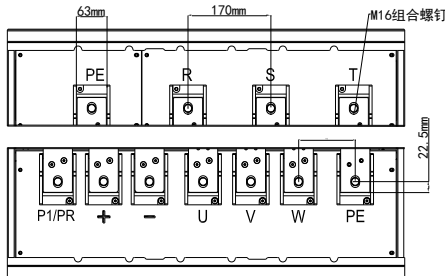 63mm
170mm
M16组合螺钉
PE R S T
22.5mm
P1/PR + - U V W PE